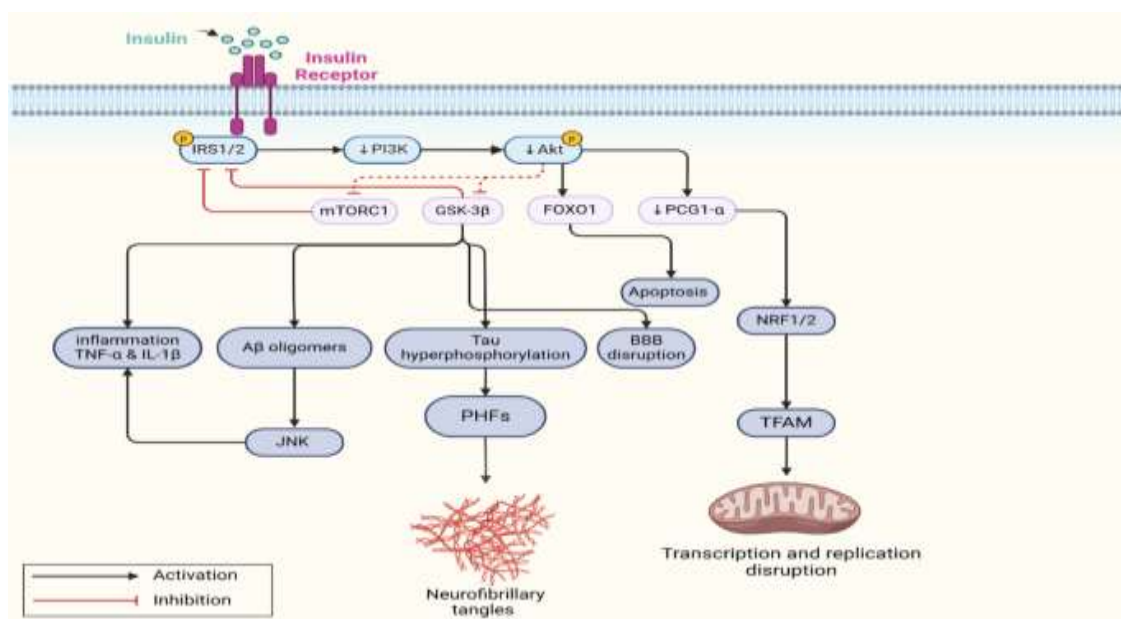 Insulin
Insulin
Receptor
P
IRS1/2
↓PI3K
↓Akt
P
mTORC1
GSK-3β
FOXO1
↓PCG1-α
Apoptosis
inflammation
TNF-α & IL-1β
Aβ oligomers
Tau
hyperphosphorylation
BBB
disruption
NRF1/2
PHFs
TFAM
JNK
Transcription and replication
disruption
Activation
Inhibition
Neurofibrillary
tangles